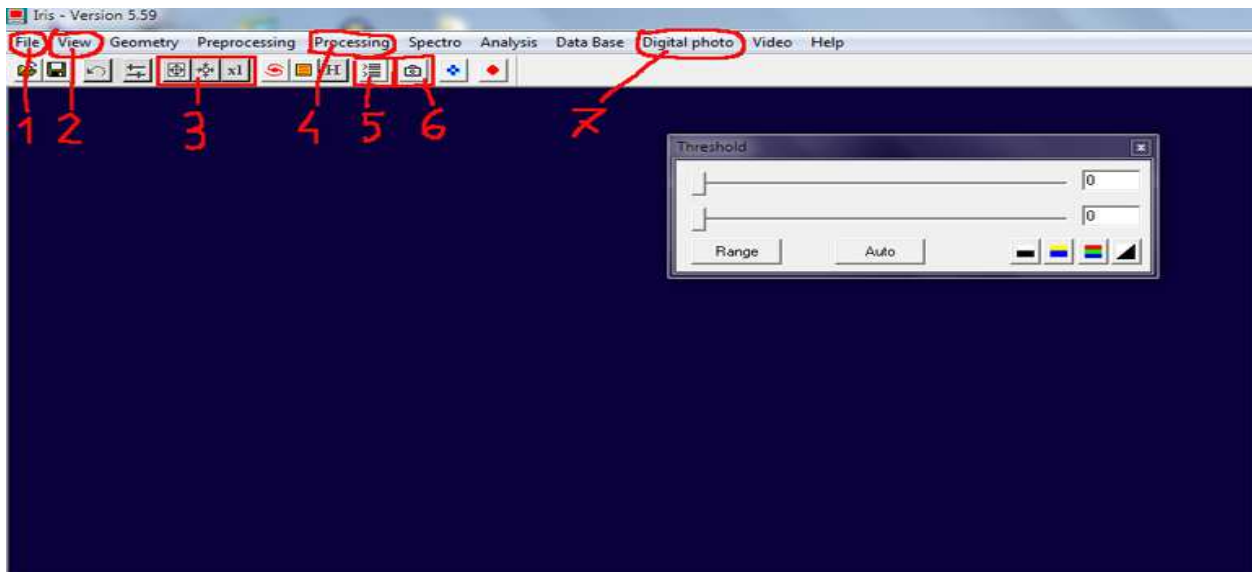 Iris - Version 5.59
File View Geometry Preprocessing Processing Spectro Analysis Data Base Digital photo Video Help
x1 H
1 2 3 4 5 6 7
Threshold
0
0
Range Auto